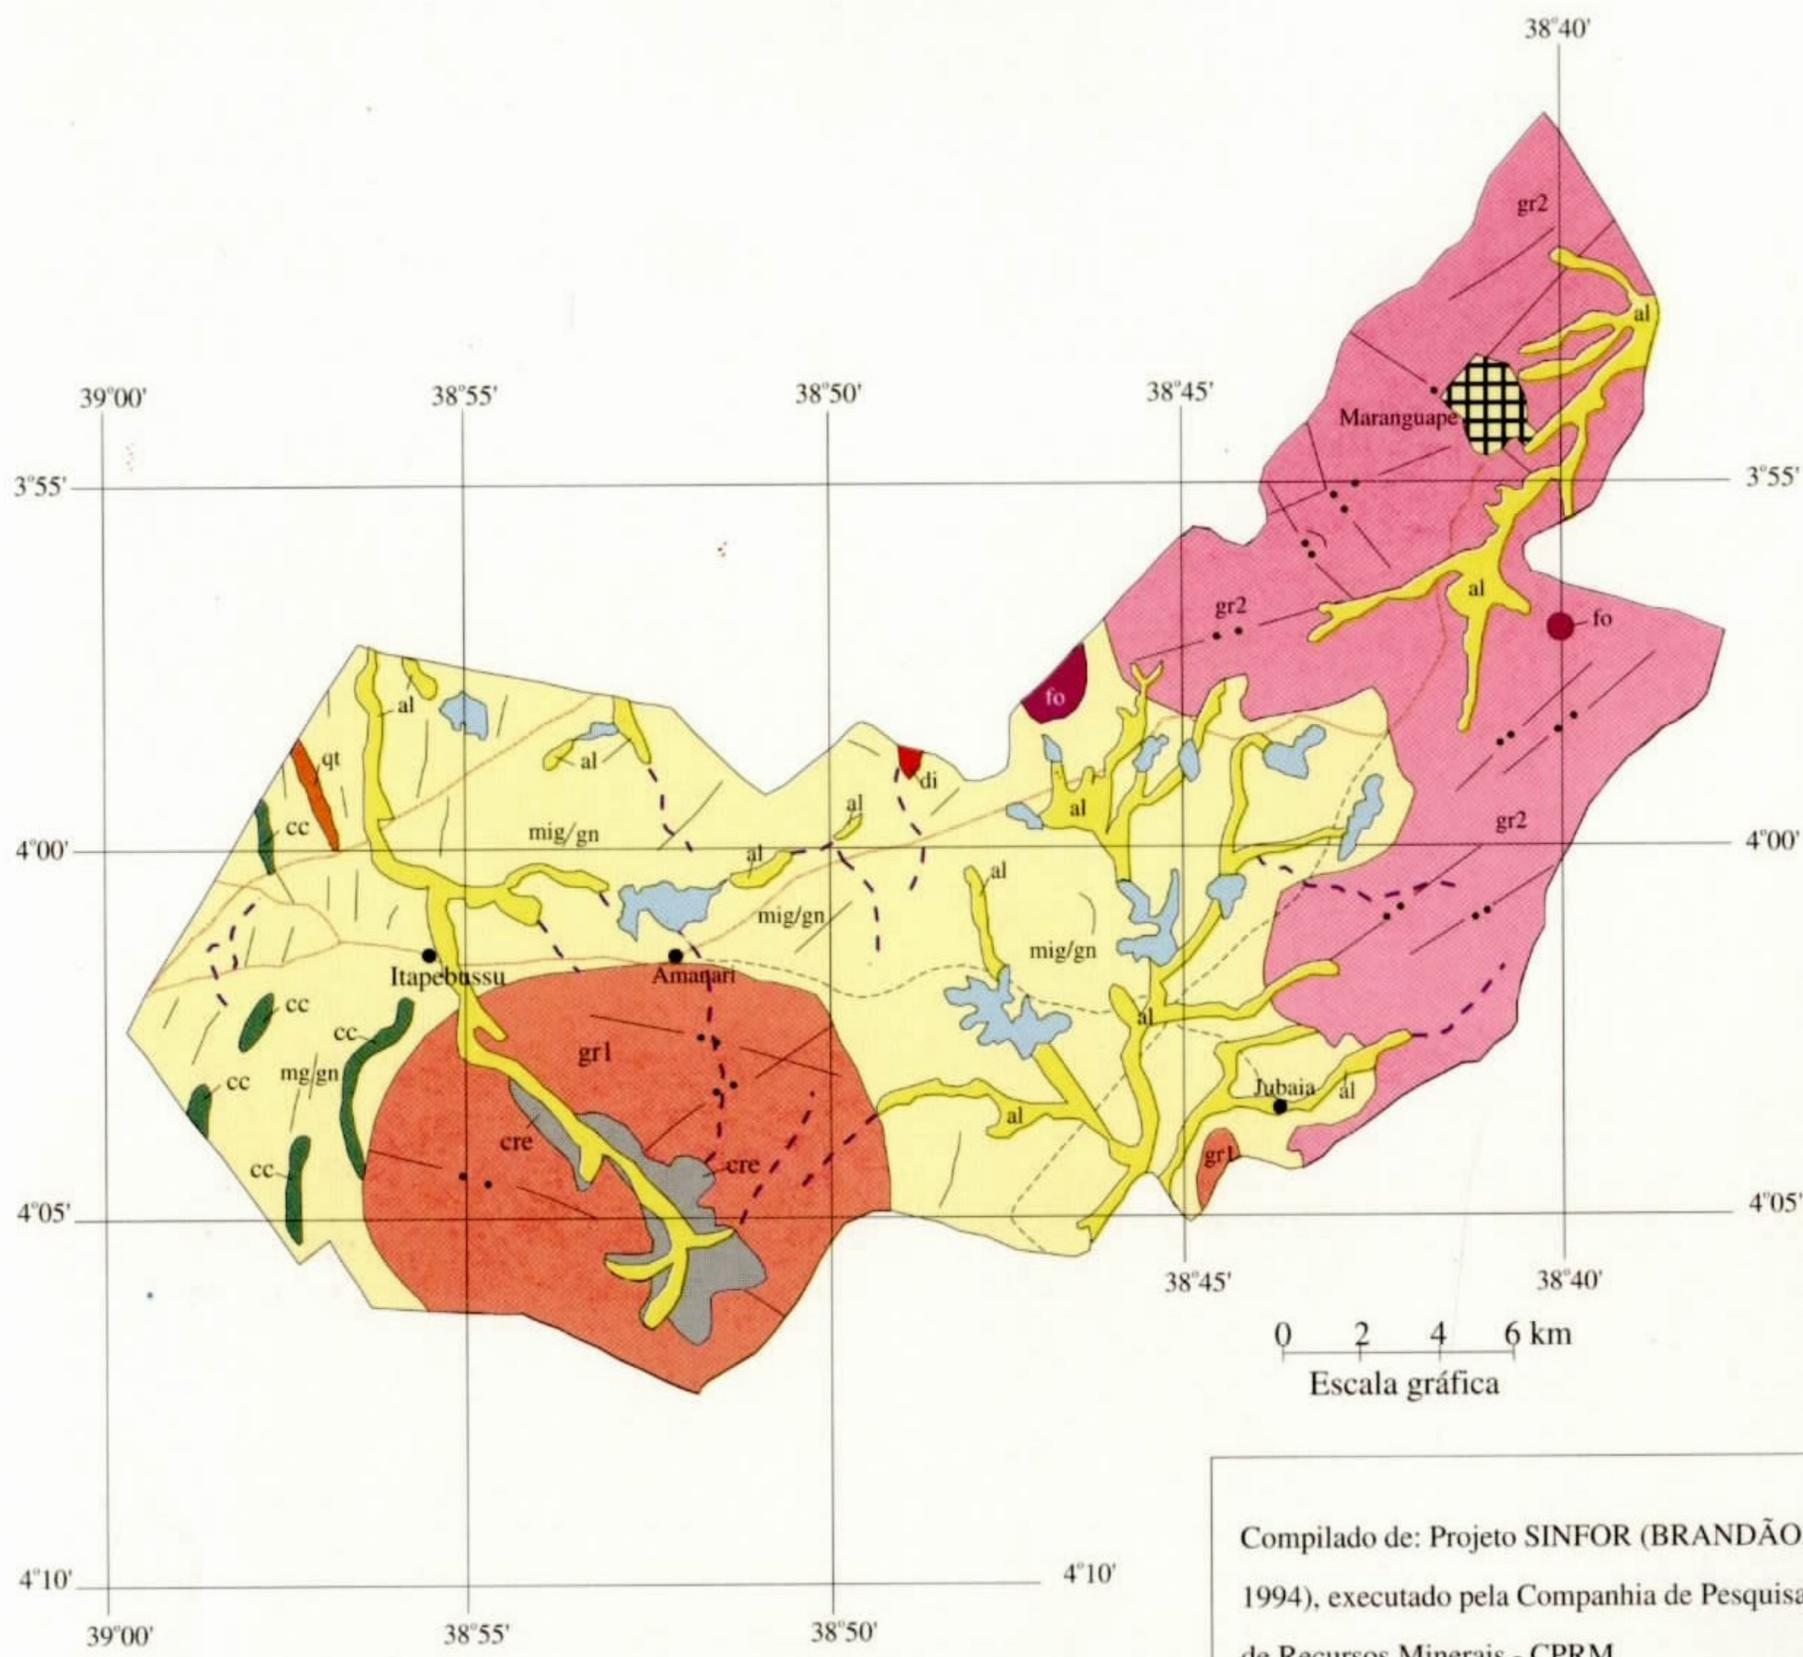 38°40'
gr2
al
39°00'
38°55'
38°50'
38°45'
Maranguape
3°55'
3°55'
al
gr2
fo
fo
al
qt
al
di
al
al
cc
mig/gn
gr2
4°00'
4°00'
al
al
mig/gn
mig/gn
Itapebussu
Amanari
cc
cc
al
gr1
mg/gn
cc
Jubaia
al
al
cre
cre
gr1
cc
4°05'
4°05'
38°45'
38°40'
0 2 4 6 km
Escala gráfica
Compilado de: Projeto SINFOR (BRANDÃO
1994), executado pela Companhia de Pesquisa
de Recursos Minerais - CPRM
4°10'
4°10'
39°00'
38°55'
38°50'